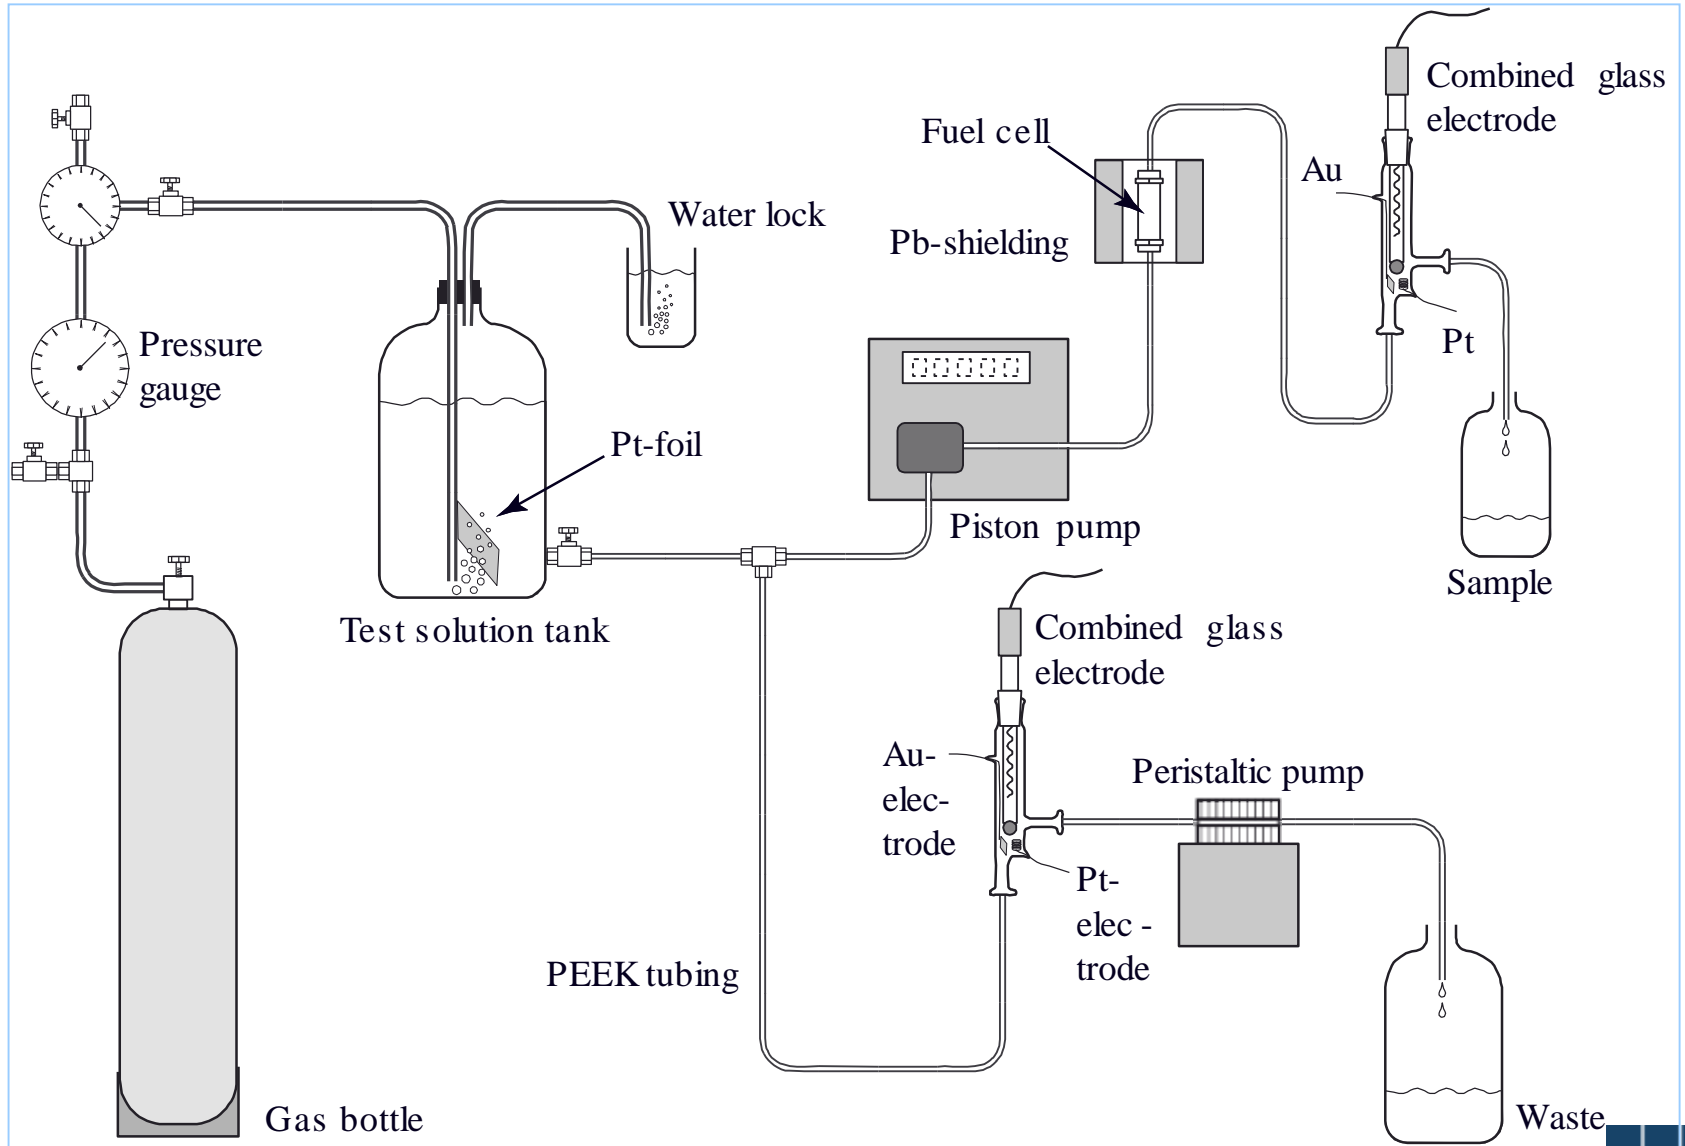 Combined glass
electrode
Fuel cell
Au
Water lock
Pb-shielding
Pressure
gauge
Pt
Pt-foil
Piston pump
Sample
Test solution tank
Combined glass
electrode
Au-
elec-
trode
Peristaltic pump
Pt-
elec -
trode
PEEK tubing
Gas bottle
Waste